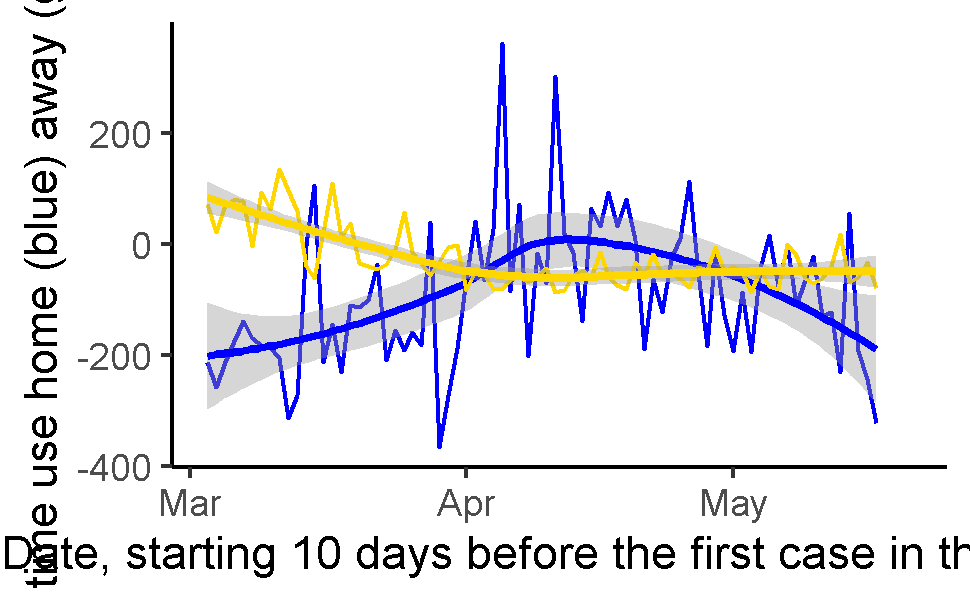 time use home (blue) away (
200
0
-200
-400
Mar Apr May
Date, starting 10 days before the first case in th